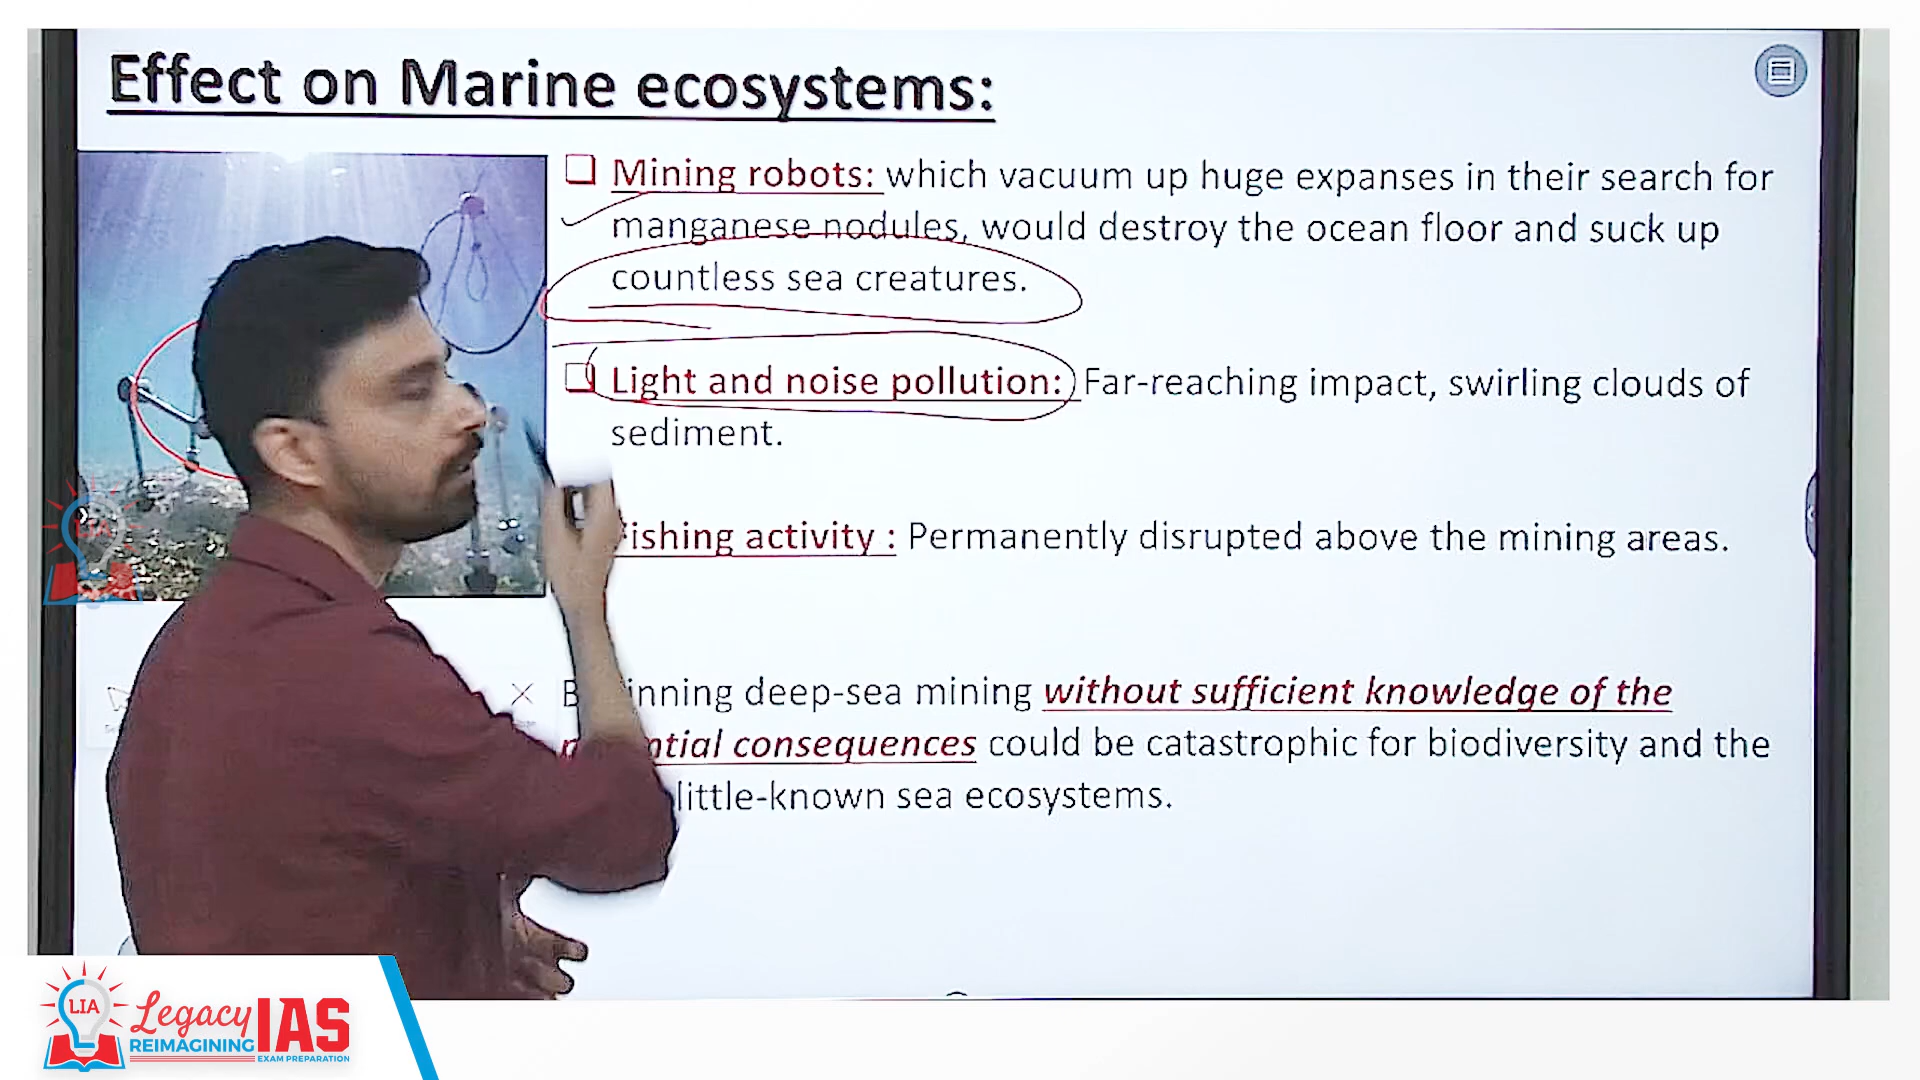 Effect on Marine ecosystems:
Mining robots: which vacuum up huge expanses in their search for
manganese nodules, would destroy the ocean floor and suck up
countless sea creatures.
Light and noise pollution: Far-reaching impact, swirling clouds of
sediment.
activity : Permanently disrupted above the mining areas.
deep-sea mining without sufficient knowledge of the
consequences could be catastrophic for biodiversity and the
little-known sea ecosystems.
LIA
LIA
Legacy IAS
REIMAGINING
EXAM PREPARATION